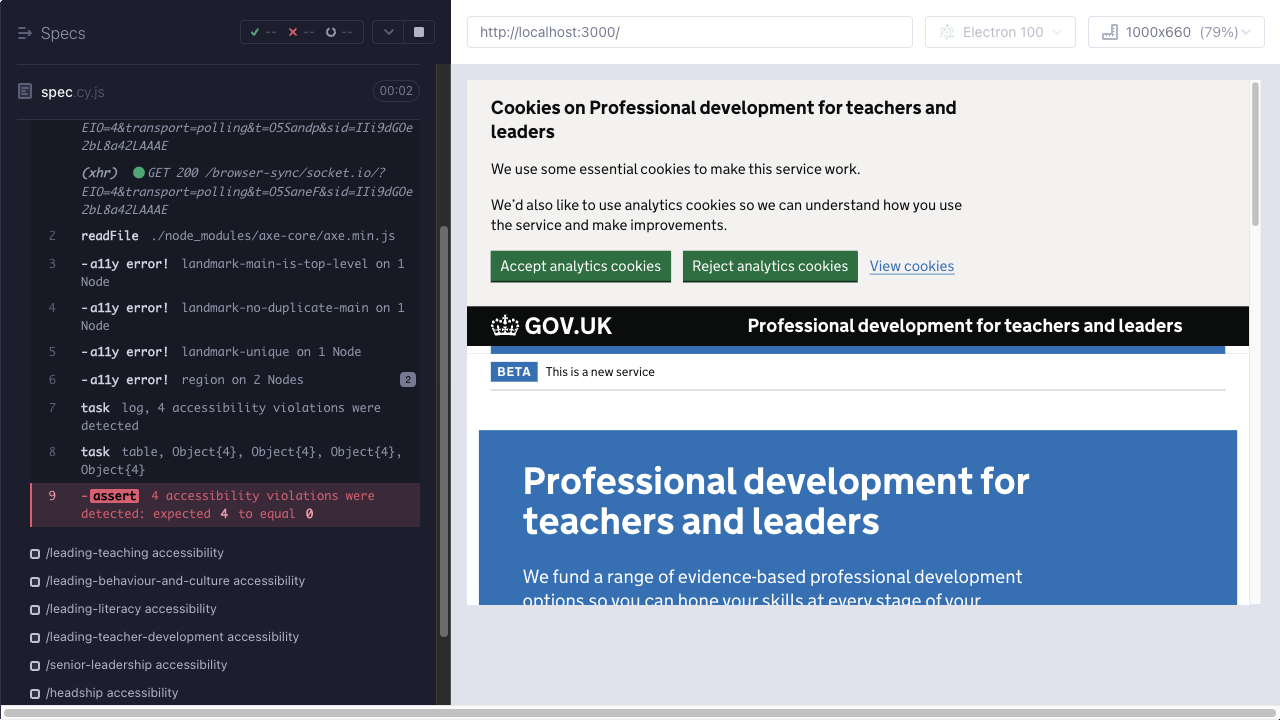 Specs
-- -- --
http://localhost:3000/
Electron 100
1000x660 (79%)
spec.cy.js
00:02
EIO=4&transport=polling&t=O5Sandp&sid=IIi9dGOe
2bL8a42LAAAE
(xhr) GET 200 /browser-sync/socket.io/?
EIO=4&transport=polling&t=O5SaneF&sid=IIi9dGOe
2bL8a42LAAAE
2 readFile ./node_modules/axe-core/axe.min.js
3 -a11y error! landmark-main-is-top-level on 1
Node
4 -a11y error! landmark-no-duplicate-main on 1
Node
5 -a11y error! landmark-unique on 1 Node
6 -a11y error! region on 2 Nodes 2
7 task log, 4 accessibility violations were
detected
8 task table, Object{4}, Object{4}, Object{4},
Object{4}
9 -assert 4 accessibility violations were
detected: expected 4 to equal 0
/leading-teaching accessibility
/leading-behaviour-and-culture accessibility
/leading-literacy accessibility
/leading-teacher-development accessibility
/senior-leadership accessibility
/headship accessibility
Cookies on Professional development for teachers and
leaders
We use some essential cookies to make this service work.
We'd also like to use analytics cookies so we can understand how you use
the service and make improvements.
Accept analytics cookies
Reject analytics cookies
View cookies
GOV.UK
Professional development for teachers and leaders
BETA This is a new service
Professional development for
teachers and leaders
We fund a range of evidence-based professional development
options so you can hone your skills at every stage of your